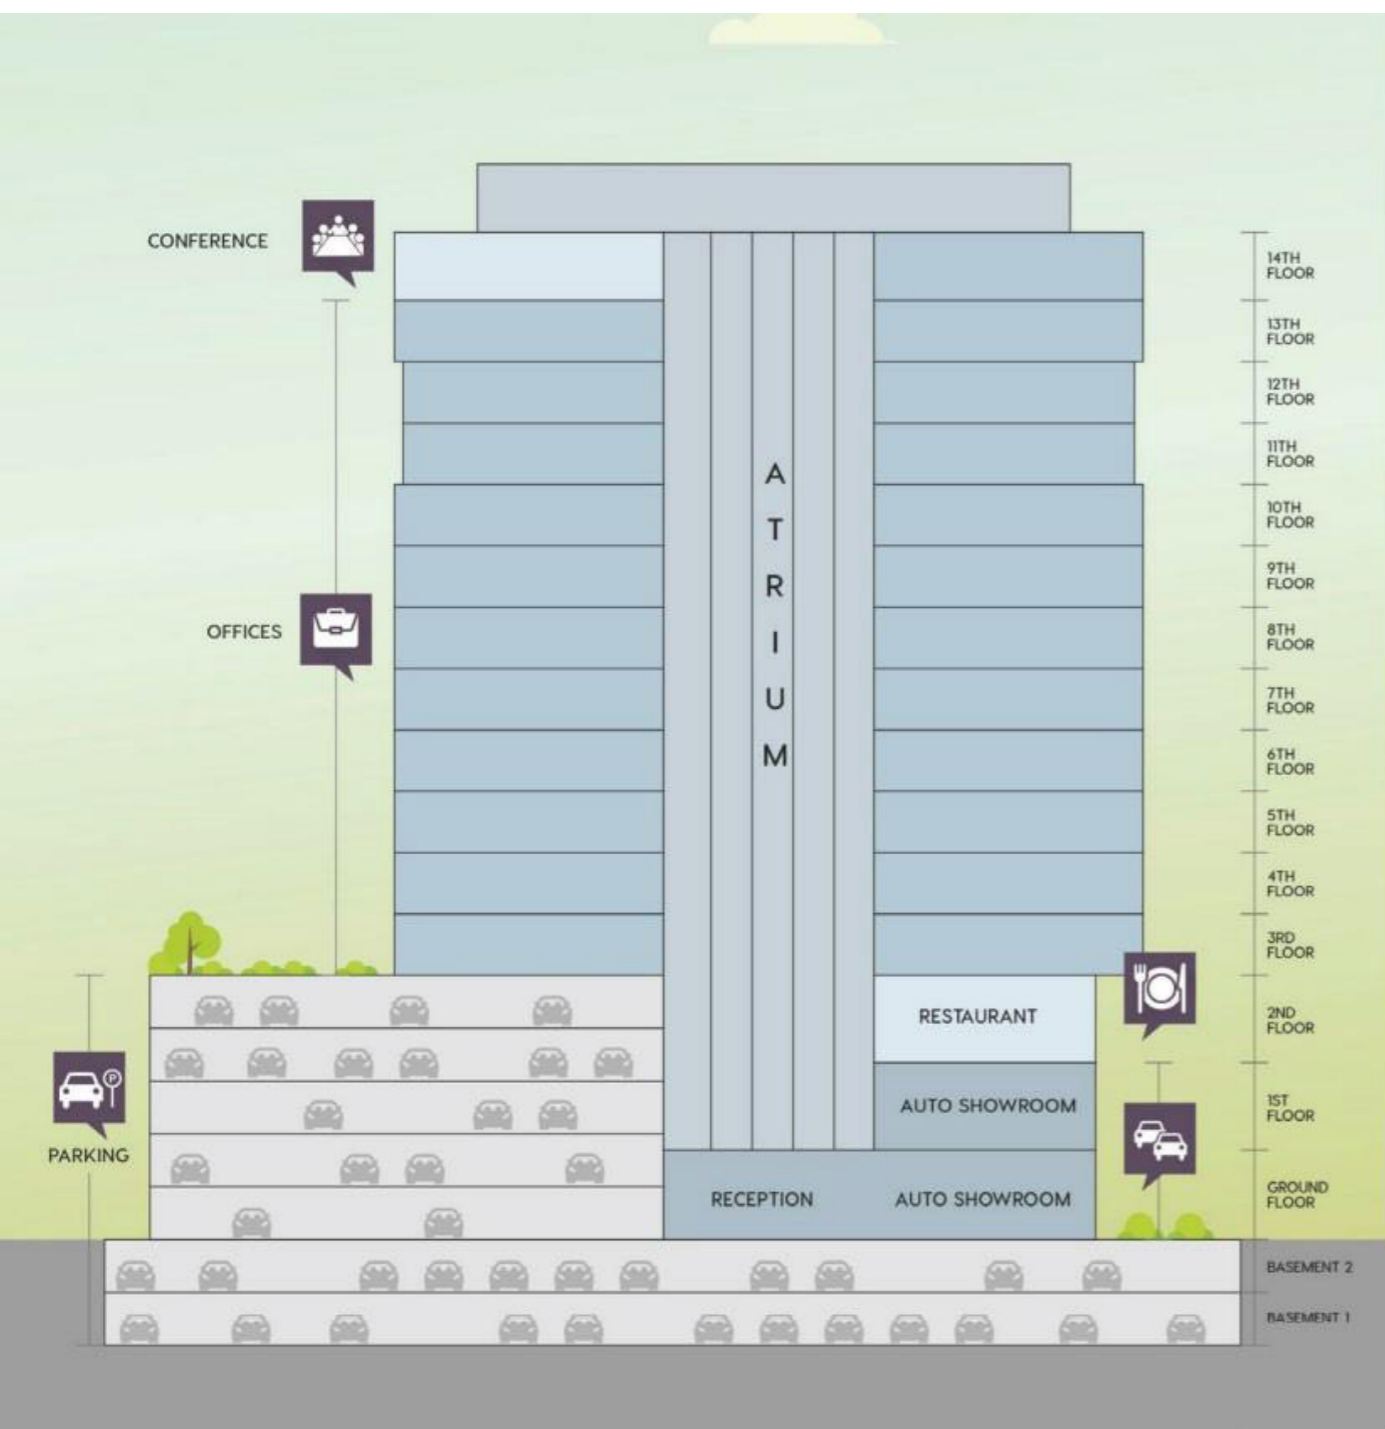 CONFERENCE
14TH
FLOOR
13TH
FLOOR
12TH
FLOOR
11TH
FLOOR
A
T
R
I
U
M
10TH
FLOOR
9TH
FLOOR
OFFICES
8TH
FLOOR
7TH
FLOOR
6TH
FLOOR
5TH
FLOOR
4TH
FLOOR
3RD
FLOOR
RESTAURANT
2ND
FLOOR
P
AUTO SHOWROOM
1ST
FLOOR
PARKING
RECEPTION
AUTO SHOWROOM
GROUND
FLOOR
BASEMENT 2
BASEMENT 1